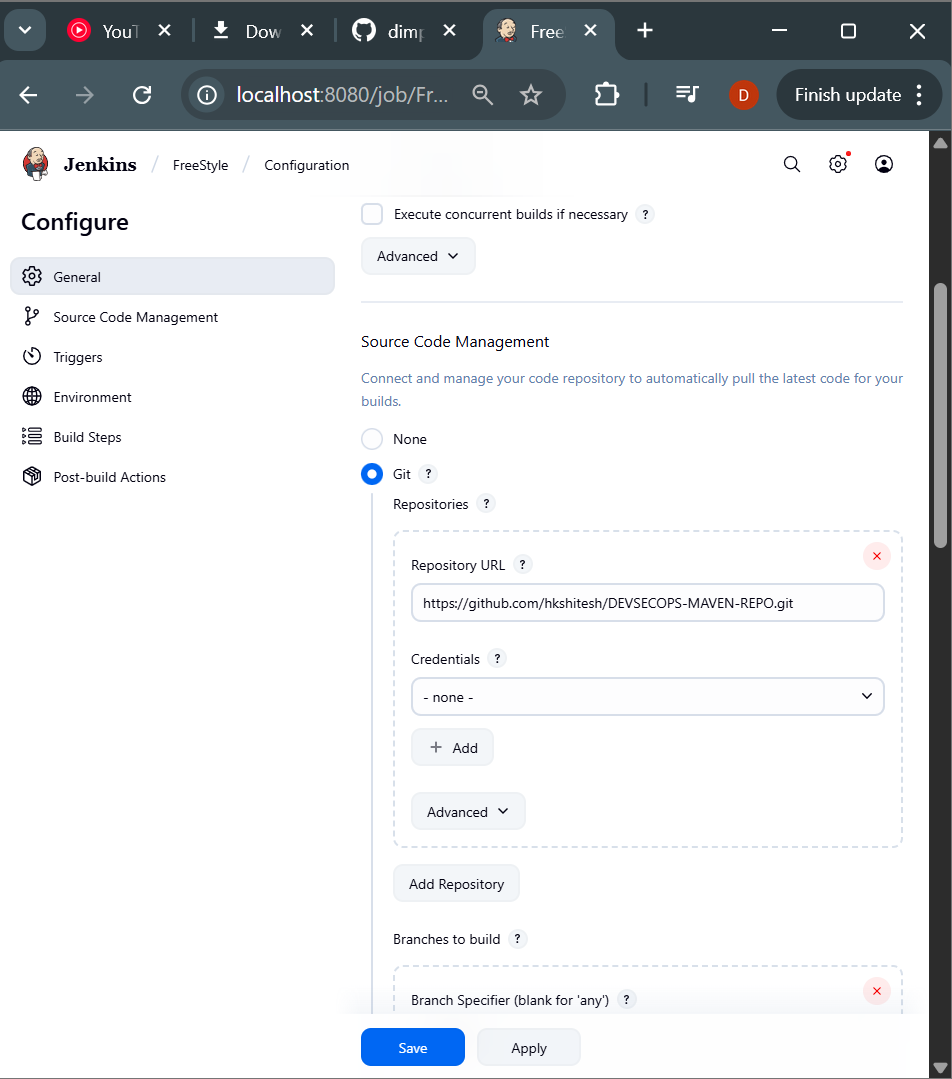 YouT
Dow
dimp
Free
localhost:8080/job/Fr...
D
Finish update
Jenkins / FreeStyle / Configuration
Configure
General
Source Code Management
Triggers
Environment
Build Steps
Post-build Actions
Execute concurrent builds if necessary ?
Advanced
Source Code Management
Connect and manage your code repository to automatically pull the latest code for your
builds.
None
Git ?
Repositories ?
Repository URL ?
https://github.com/hkshitesh/DEVSECOPS-MAVEN-REPO.git
Credentials ?
- none -
+ Add
Advanced
Add Repository
Branches to build ?
Branch Specifier (blank for 'any') ?
Save
Apply